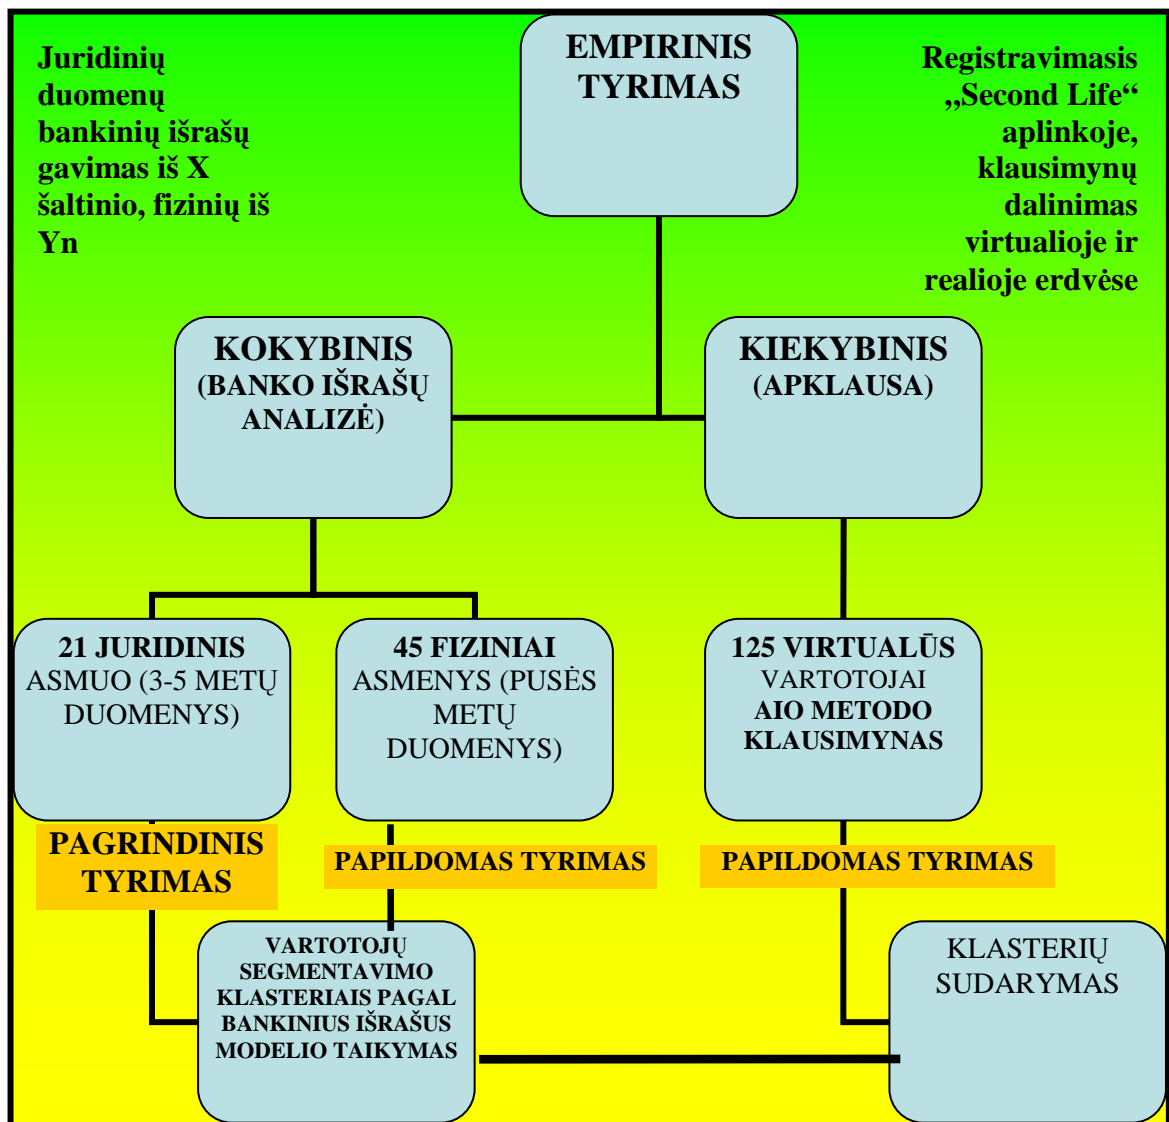 Juridinių
duomenų
bankinių išrašų
gavimas iš X
šaltinio, fizinių iš
Yn
EMPIRINIS
TYRIMAS
Registravimasis
„Second Life“
aplinkoje,
klausimynų
dalinimas
virtualioje ir
realioje erdvėse
KOKYBINIS
(BANKO IŠRAŠŲ
ANALIZĖ)
KIEKYBINIS
(APKLAUSA)
21 JURIDINIS
ASMUO (3-5 METŲ
DUOMENYS)
45 FIZINIAI
ASMENYS (PUSĖS
METŲ
DUOMENYS)
125 VIRTUALŪS
VARTOTOJAI
AIO METODO
KLAUSIMYNAS
PAGRINDINIS
TYRIMAS
PAPILDOMAS TYRIMAS
PAPILDOMAS TYRIMAS
VARTOTOJŲ
SEGMENTAVIMO
KLASTERIAIS PAGAL
BANKINIUS IŠRAŠUS
MODELIO TAIKYMAS
KLASTERIŲ
SUDARYMAS